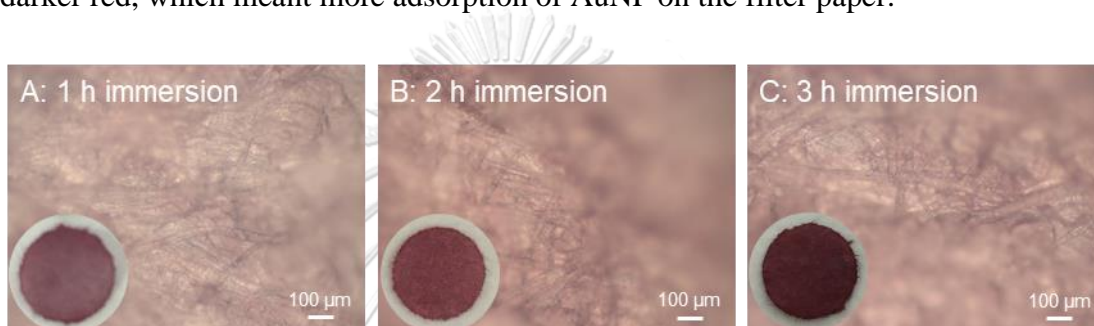 darker red, which meant more adsorption of AuNP on the filter paper.
A: 1 h immersion
B: 2 h immersion
C: 3 h immersion
100 µm
100 µm
100 µm